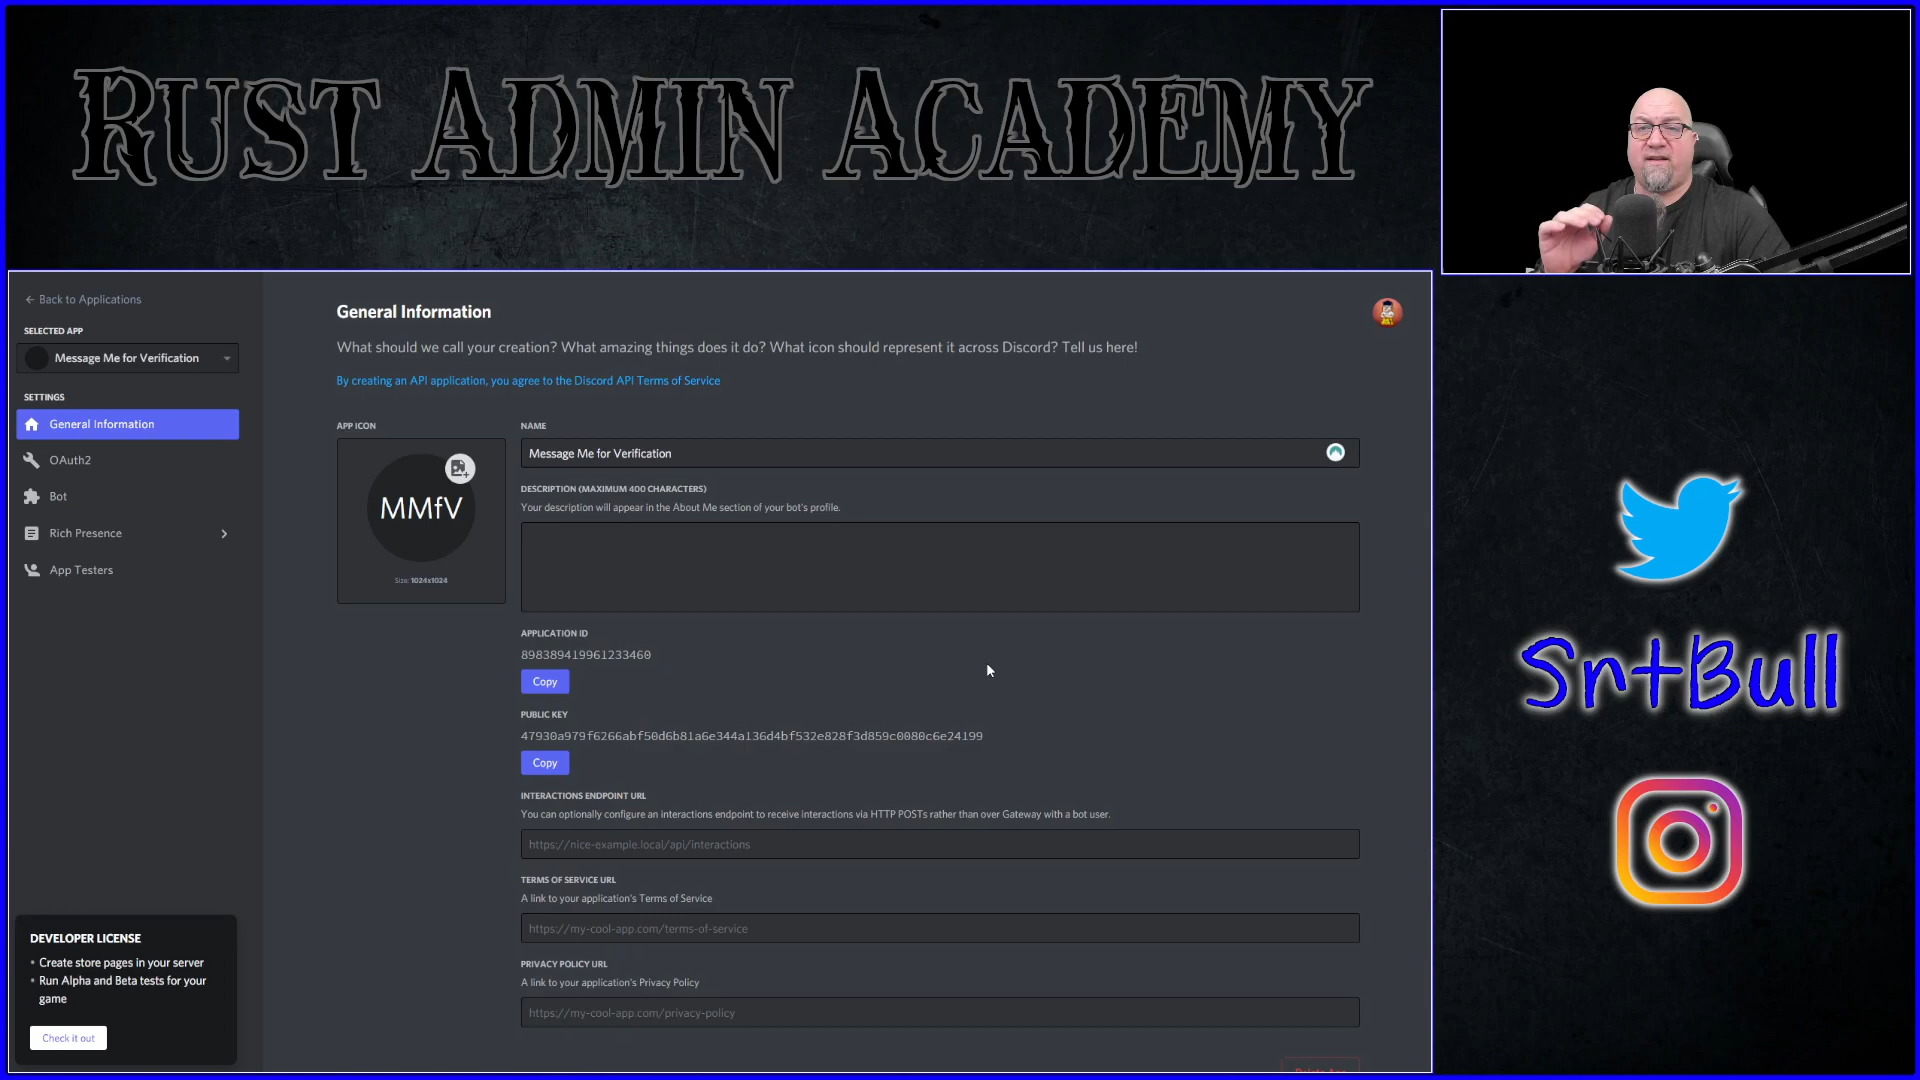 Rust Admin Academy
← Back to Applications
SELECTED APP
Message Me for Verification
SETTINGS
General Information
OAuth2
Bot
Rich Presence
App Testers
DEVELOPER LICENSE
• Create store pages in your server
• Run Alpha and Beta tests for your
game
Check it out
General Information
What should we call your creation? What amazing things does it do? What icon should represent it across Discord? Tell us here!
By creating an API application, you agree to the Discord API Terms of Service
APP ICON
MMfV
Size: 1024x1024
NAME
Message Me for Verification
DESCRIPTION (MAXIMUM 400 CHARACTERS)
Your description will appear in the About Me section of your bot's profile.
APPLICATION ID
898389419961233460
Copy
PUBLIC KEY
47930a979f6266abf50d6b81a6e344a136d4bf532e828f3d859c0080c6e24199
Copy
INTERACTIONS ENDPOINT URL
You can optionally configure an interactions endpoint to receive interactions via HTTP POSTs rather than over Gateway with a bot user.
https://nice-example.local/api/interactions
TERMS OF SERVICE URL
A link to your application's Terms of Service
https://my-cool-app.com/terms-of-service
PRIVACY POLICY URL
A link to your application's Privacy Policy
https://my-cool-app.com/privacy-policy
SntBull